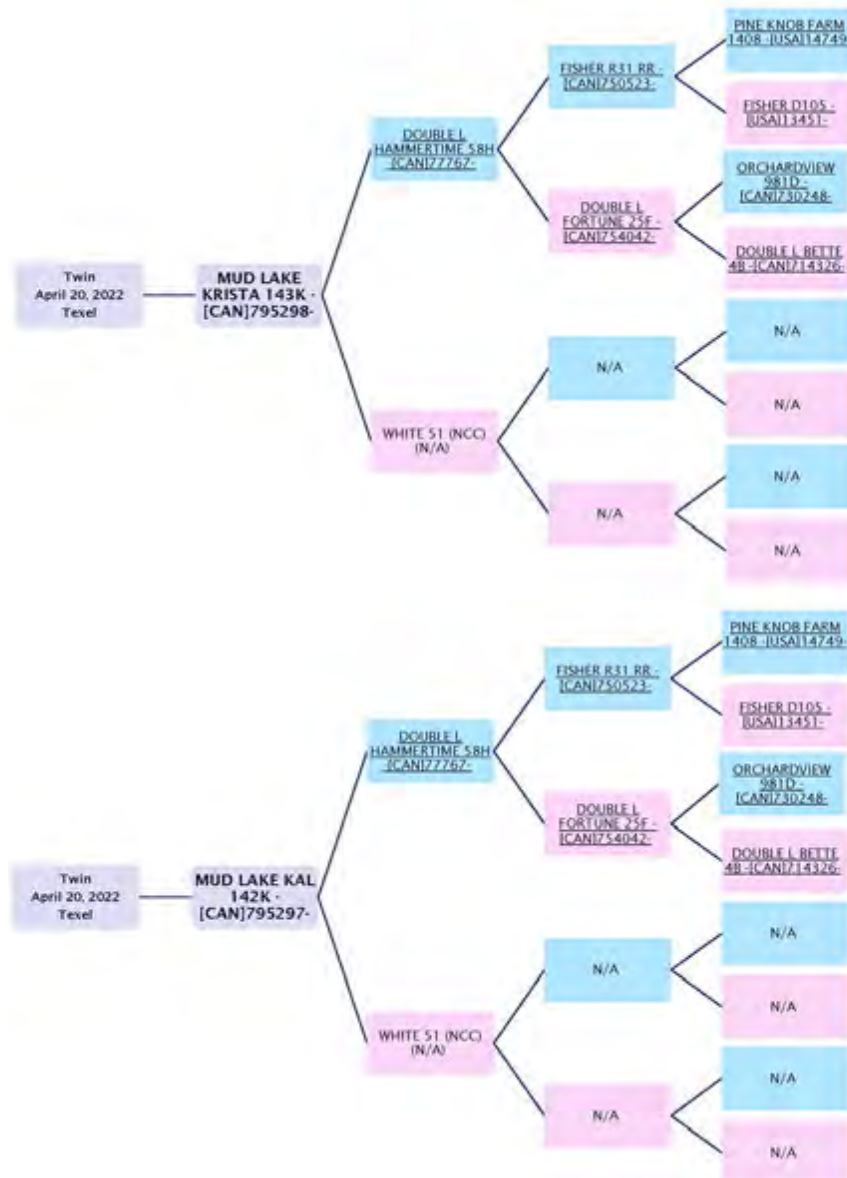 PINE KNOB FARM
1408 -[USA]14749-
FISHER R31 RR -
[CAN]750523-
FISHER D105 -
[USA]13451-
DOUBLE L
HAMMERTIME 58H
-[CAN]77767-
ORCHARDVIEW
981D -
[CAN]730248-
DOUBLE L
FORTUNE 25F -
[CAN]754042-
DOUBLE L BETTE
4B -[CAN]714326-
Twin
April 20, 2022
Texel
MUD LAKE
KRISTA 143K -
[CAN]795298-
N/A
N/A
N/A
WHITE 51 (NCC)
(N/A)
N/A
N/A
N/A
PINE KNOB FARM
1408 -[USA]14749-
FISHER R31 RR -
[CAN]750523-
FISHER D105 -
[USA]13451-
DOUBLE L
HAMMERTIME 58H
-[CAN]77767-
ORCHARDVIEW
981D -
[CAN]730248-
DOUBLE L
FORTUNE 25F -
[CAN]754042-
DOUBLE L BETTE
4B -[CAN]714326-
Twin
April 20, 2022
Texel
MUD LAKE KAL
142K -
[CAN]795297-
N/A
N/A
N/A
WHITE 51 (NCC)
(N/A)
N/A
N/A
N/A